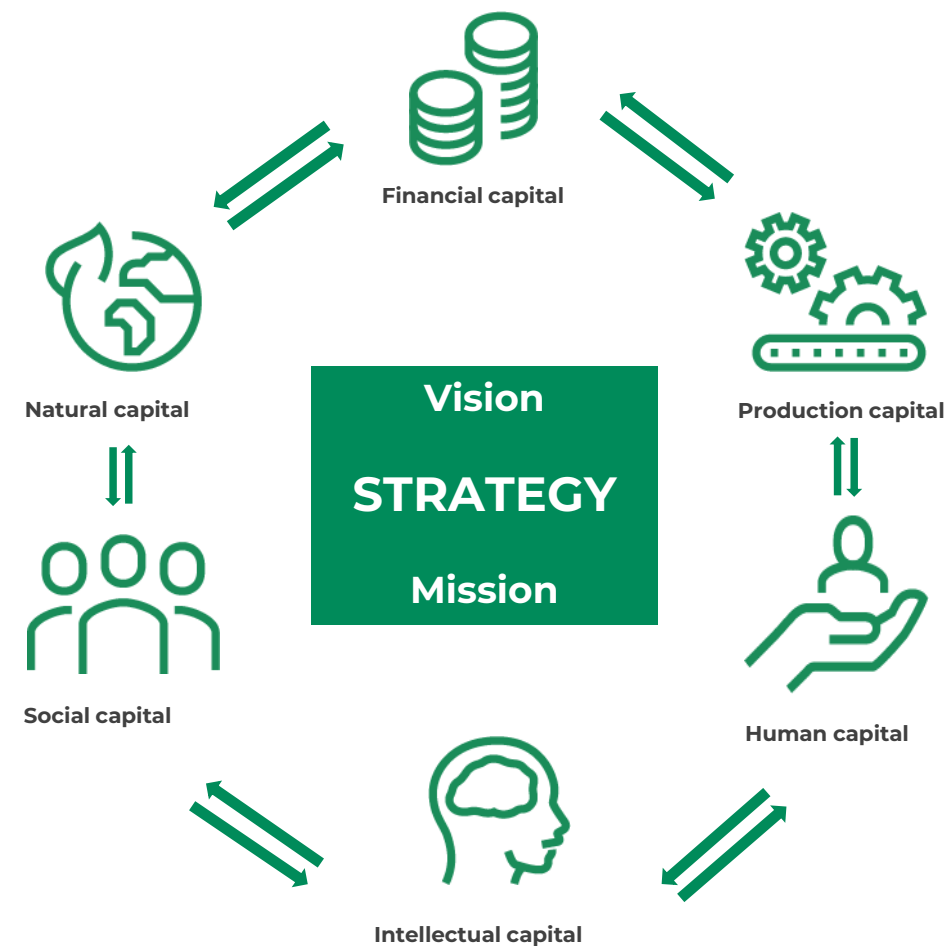 Financial capital
Natural capital
Production capital
Vision
STRATEGY
Mission
Social capital
Human capital
Intellectual capital